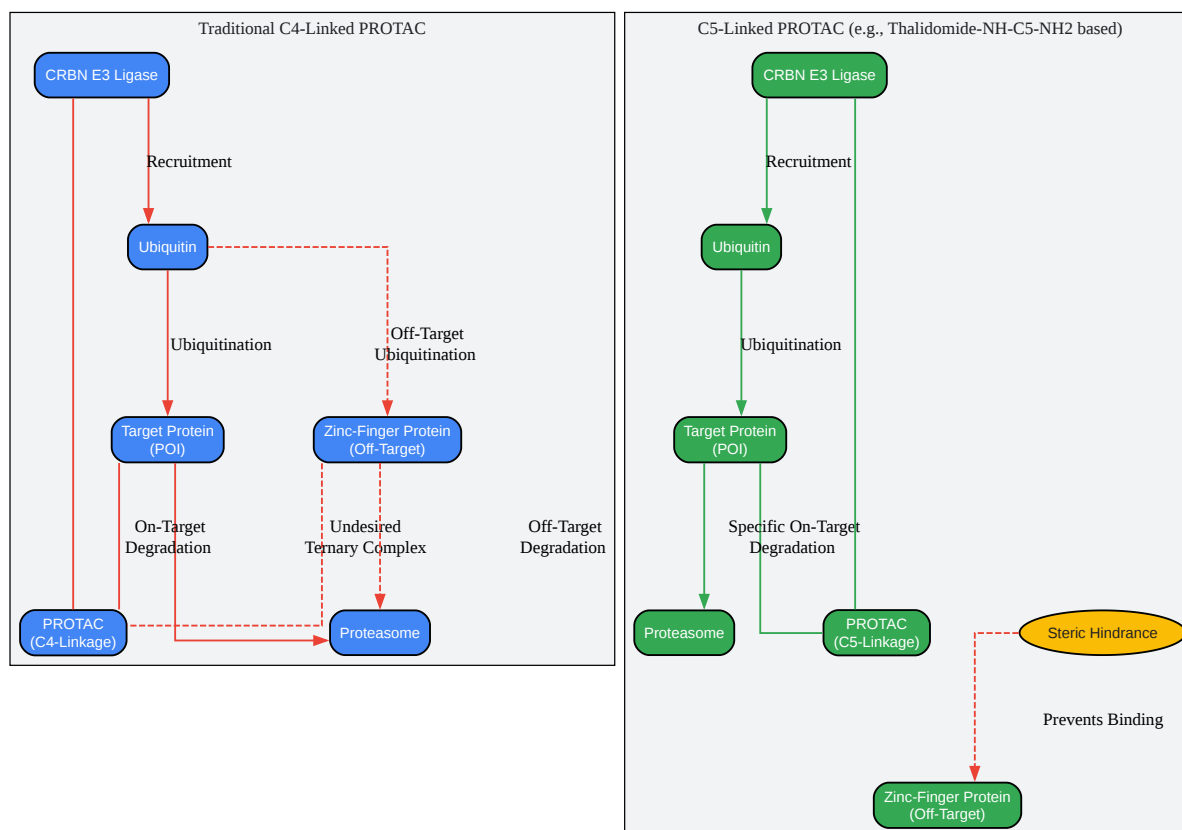 Traditional C4-Linked PROTAC
CRBN E3 Ligase
Recruitment
Ubiquitin
Ubiquitination
Off-Target
Ubiquitination
Target Protein
(POI)
Zinc-Finger Protein
(Off-Target)
On-Target
Degradation
Undesired
Ternary Complex
Off-Target
Degradation
PROTAC
(C4-Linkage)
Proteasome
C5-Linked PROTAC (e.g., Thalidomide-NH-C5-NH2 based)
CRBN E3 Ligase
Recruitment
Ubiquitin
Ubiquitination
Target Protein
(POI)
Specific On-Target
Degradation
Proteasome
PROTAC
(C5-Linkage)
Steric Hindrance
Prevents Binding
Zinc-Finger Protein
(Off-Target)